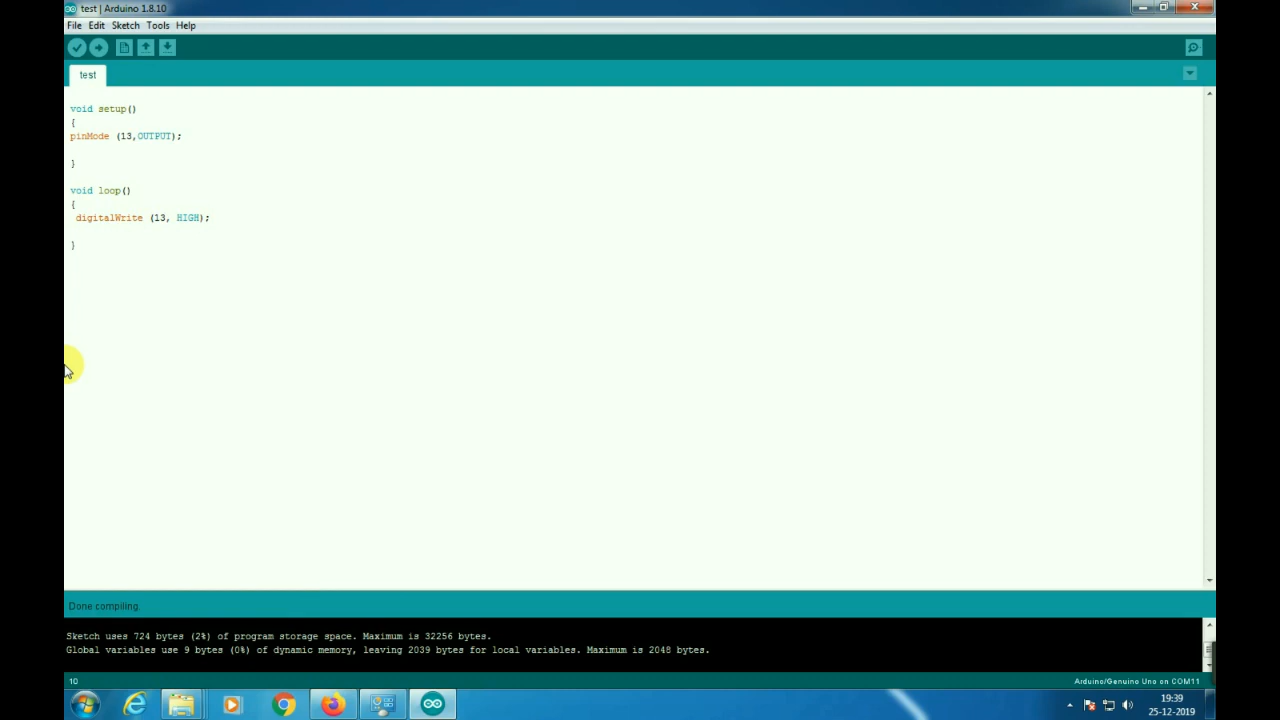 test | Arduino 1.8.10
File Edit Sketch Tools Help
test
void setup()
{
pinMode (13,OUTPUT);
}
void loop()
{
digitalWrite (13, HIGH);
}
Done compiling.
Sketch uses 724 bytes (2%) of program storage space. Maximum is 32256 bytes.
Global variables use 9 bytes (0%) of dynamic memory, leaving 2039 bytes for local variables. Maximum is 2048 bytes.
10 Arduino/Genuino Uno on COM11
19:39
25-12-2019